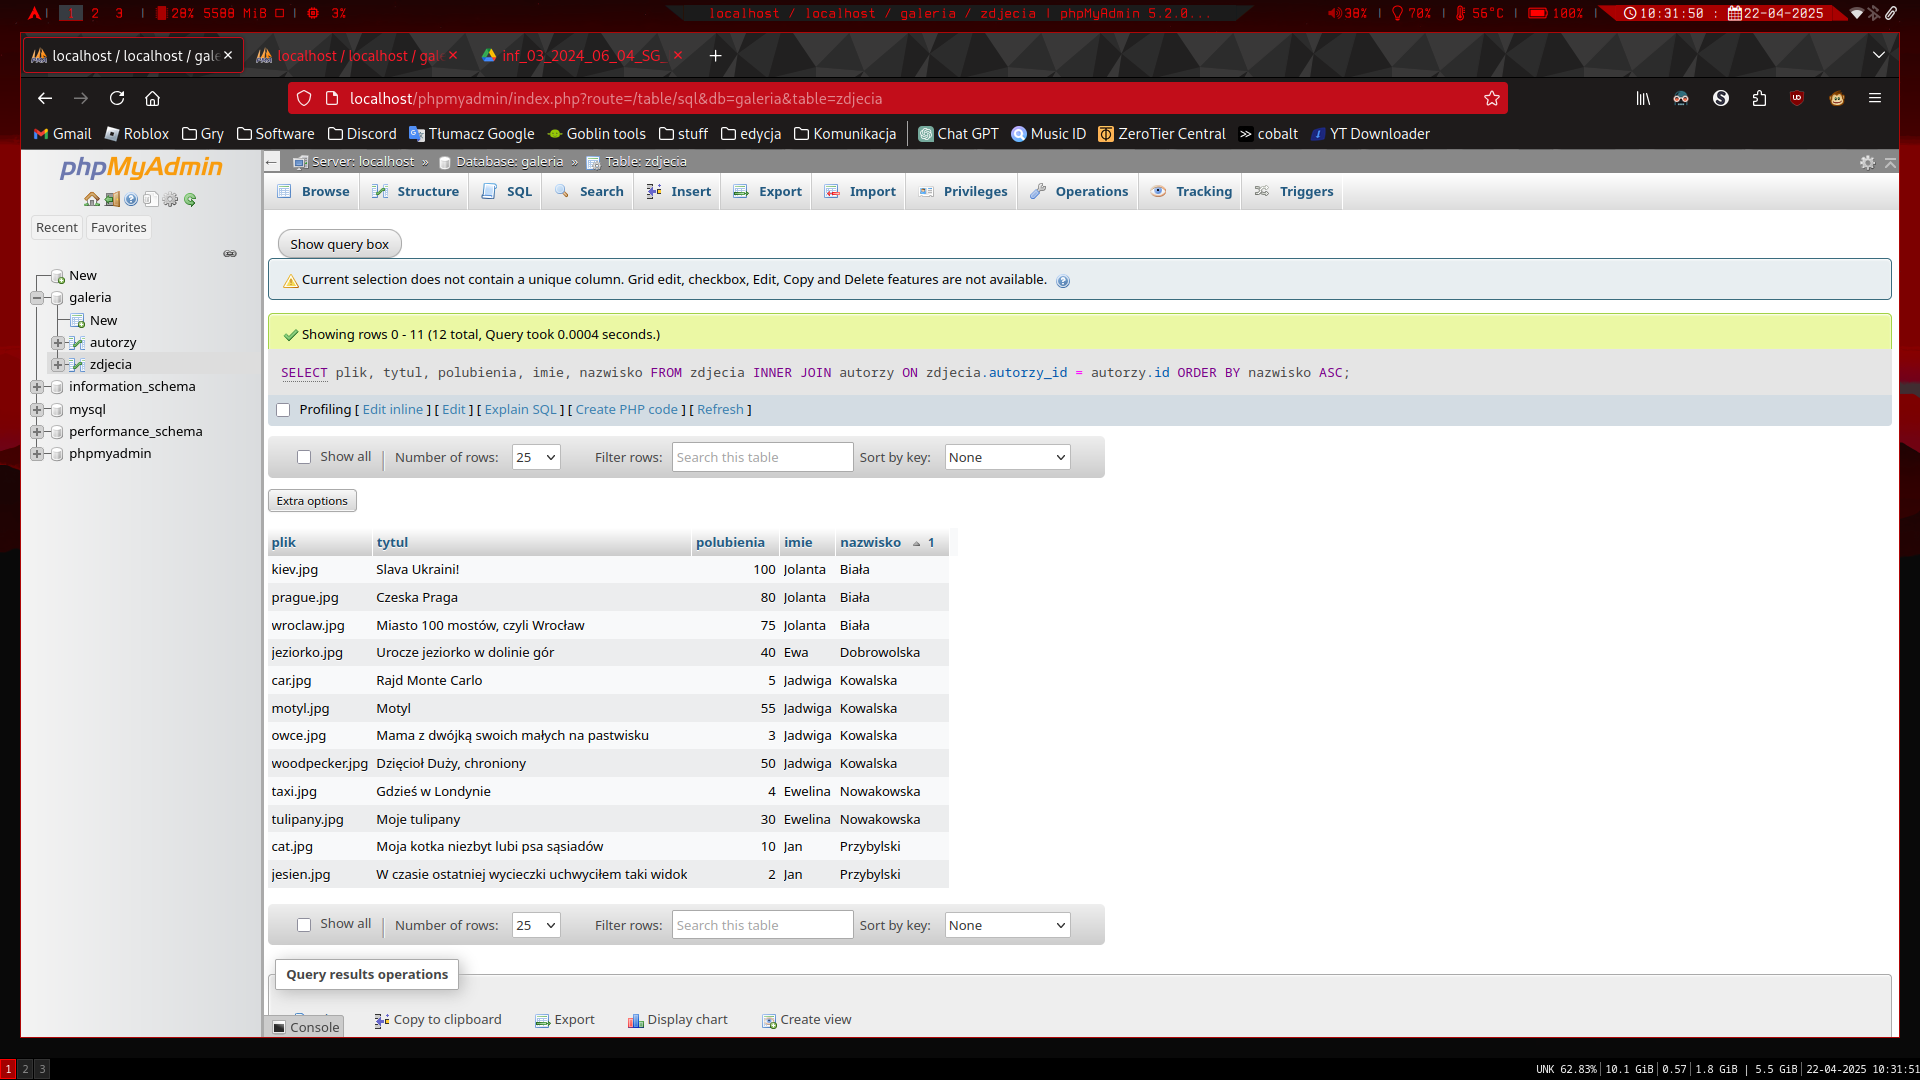 1 2 3 28% 5588 MiB 3%
localhost / localhost / galeria / zdjecia | phpMyAdmin 5.2.0...
38% | 70% | 56°C | 100% 10:31:50 : 22-04-2025
localhost / localhost / gale
localhost / localhost / gale
inf_03_2024_06_04_SG_
localhost/phpmyadmin/index.php?route=/table/sql&db=galeria&table=zdjecia
Gmail Roblox Gry Software Discord Tłumacz Google Goblin tools stuff edycja Komunikacja Chat GPT Music ID ZeroTier Central cobalt YT Downloader
phpMyAdmin
Recent Favorites
New
galeria
New
autorzy
zdjecia
information_schema
mysql
performance_schema
phpmyadmin
Server: localhost » Database: galeria » Table: zdjecia
Browse Structure SQL Search Insert Export Import Privileges Operations Tracking Triggers
Show query box
Current selection does not contain a unique column. Grid edit, checkbox, Edit, Copy and Delete features are not available.
Showing rows 0 - 11 (12 total, Query took 0.0004 seconds.)
SELECT plik, tytul, polubienia, imie, nazwisko FROM zdjecia INNER JOIN autorzy ON zdjecia.autorzy_id = autorzy.id ORDER BY nazwisko ASC;
Profiling [ Edit inline ] [ Edit ] [ Explain SQL ] [ Create PHP code ] [ Refresh ]
Show all Number of rows: 25 Filter rows: Search this table Sort by key: None
Extra options
plik tytul polubienia imie nazwisko 1
kiev.jpg Slava Ukraini! 100 Jolanta Biała
prague.jpg Czeska Praga 80 Jolanta Biała
wroclaw.jpg Miasto 100 mostów, czyli Wrocław 75 Jolanta Biała
jeziorko.jpg Urocze jeziorko w dolinie gór 40 Ewa Dobrowolska
car.jpg Rajd Monte Carlo 5 Jadwiga Kowalska
motyl.jpg Motyl 55 Jadwiga Kowalska
owce.jpg Mama z dwójką swoich małych na pastwisku 3 Jadwiga Kowalska
woodpecker.jpg Dzięcioł Duży, chroniony 50 Jadwiga Kowalska
taxi.jpg Gdzieś w Londynie 4 Ewelina Nowakowska
tulipany.jpg Moje tulipany 30 Ewelina Nowakowska
cat.jpg Moja kotka niezbyt lubi psa sąsiadów 10 Jan Przybylski
jesien.jpg W czasie ostatniej wycieczki uchwyciłem taki widok 2 Jan Przybylski
Show all Number of rows: 25 Filter rows: Search this table Sort by key: None
Query results operations
Copy to clipboard Export Display chart Create view
Console
1 2 3
UNK 62.83%| 10.1 GiB| 0.57| 1.8 GiB | 5.5 GiB| 22-04-2025 10:31:51